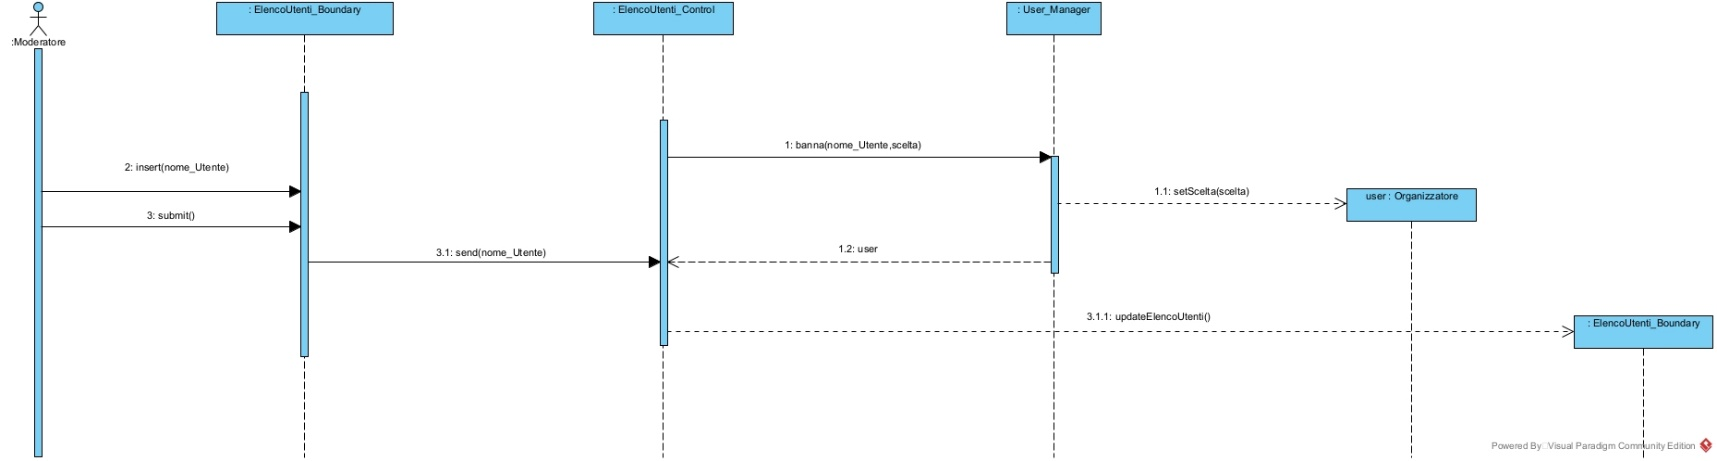 : ElencoUtenti_Boundary
: ElencoUtenti_Control
: User_Manager
:Moderatore
1: banna(nome_Utente,scelta)
2: insert(nome_Utente)
1.1: setScelta(scelta)
user : Organizzatore
3: submit()
3.1: send(nome_Utente)
1.2: user
3.1.1: updateElencoUtenti()
: ElencoUtenti_Boundary
Powered By Visual Paradigm Community Edition